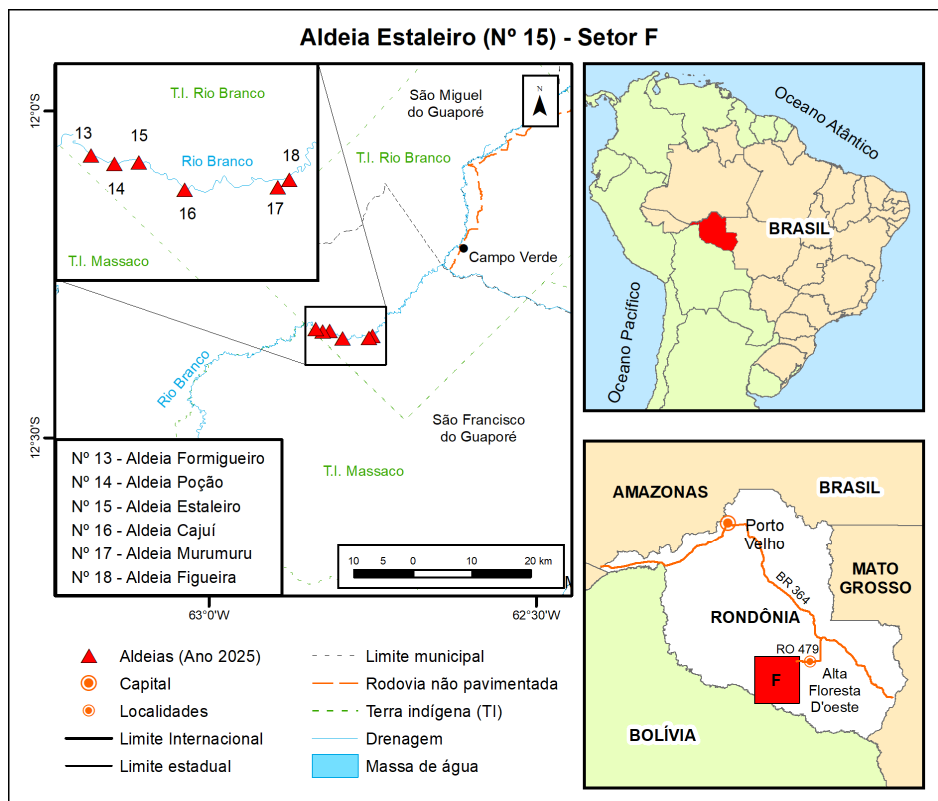 Aldeia Estaleiro (Nº 15) - Setor F
T.I. Rio Branco
13
15
14
Rio Branco
18
16
17
T.I. Massaco
São Miguel
do Guaporé
N
T.I. Rio Branco
Campo Verde
Rio Branco
São Francisco
do Guaporé
T.I. Massaco
12°0'S
12°30'S
63°0'W
62°30'W
Nº 13 - Aldeia Formigueiro
Nº 14 - Aldeia Poção
Nº 15 - Aldeia Estaleiro
Nº 16 - Aldeia Cajuí
Nº 17 - Aldeia Murumuru
Nº 18 - Aldeia Figueira
10 0 10 20 km
Aldeias (Ano 2025)
Capital
Localidades
Limite Internacional
Limite estadual
Limite municipal
Rodovia não pavimentada
Terra indígena (TI)
Drenagem
Massa de água
Oceano Atântico
BRASIL
Oceano Pacífico
AMAZONAS
BRASIL
Porto
Velho
MATO
GROSSO
BR 364
RONDÔNIA
RO 479
F
Alta
Floresta
D'oeste
BOLÍVIA